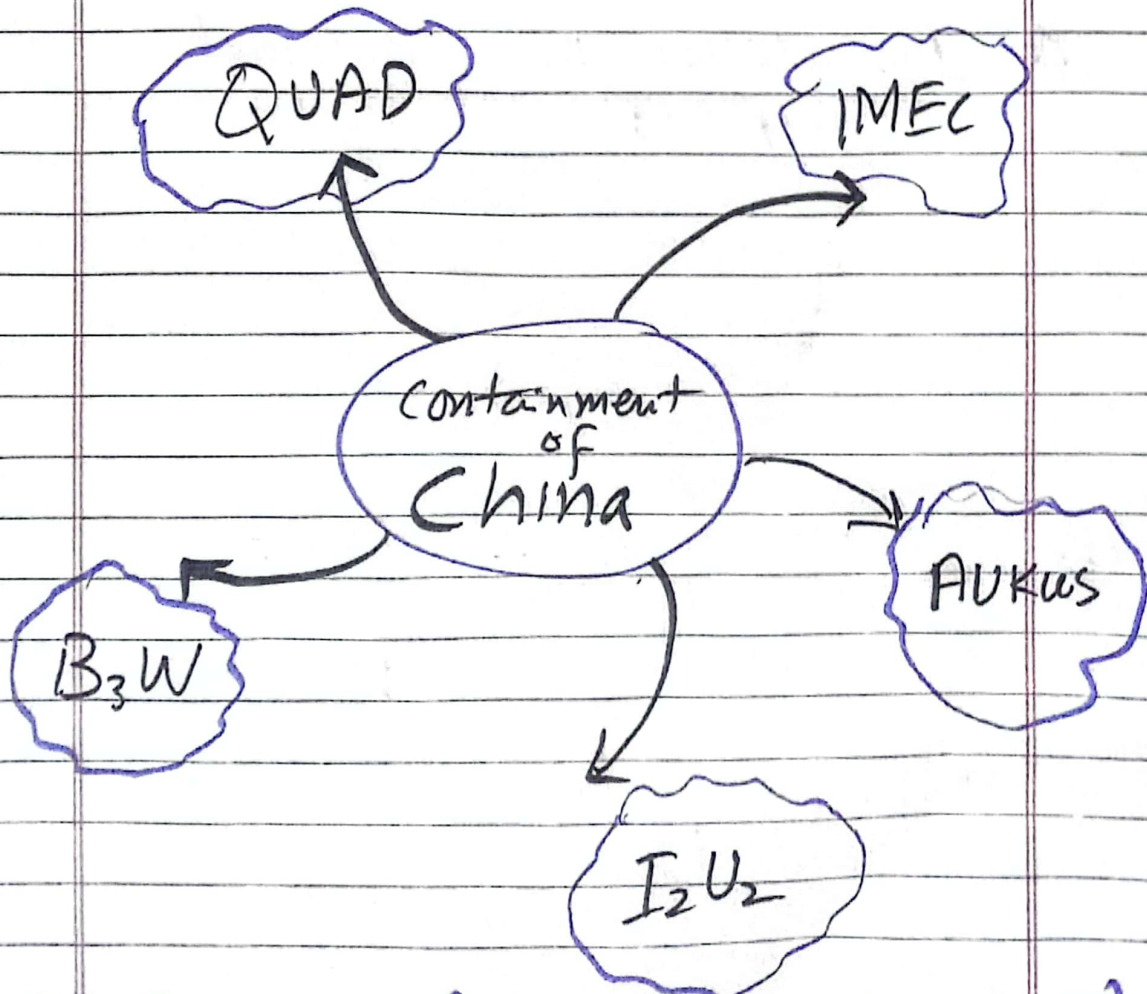 QUAD
IMEC
Containment
of
China
AUKUS
B3W
I2U2